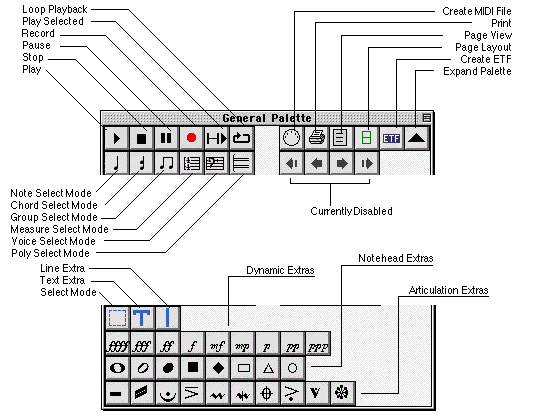 Loop Playback
Play Selected
Record
Pause
Stop
Play
Create MIDI File
Print
Page View
Page Layout
Create ETF
Expand Palette
General Palette
ETF
Note Select Mode
Chord Select Mode
Group Select Mode
Measure Select Mode
Voice Select Mode
Poly Select Mode
Currently Disabled
Line Extra
Text Extra
Select Mode
Dynamic Extras
Notehead Extras
Articulation Extras
T
ffff fff ff f mf mp p pp ppp